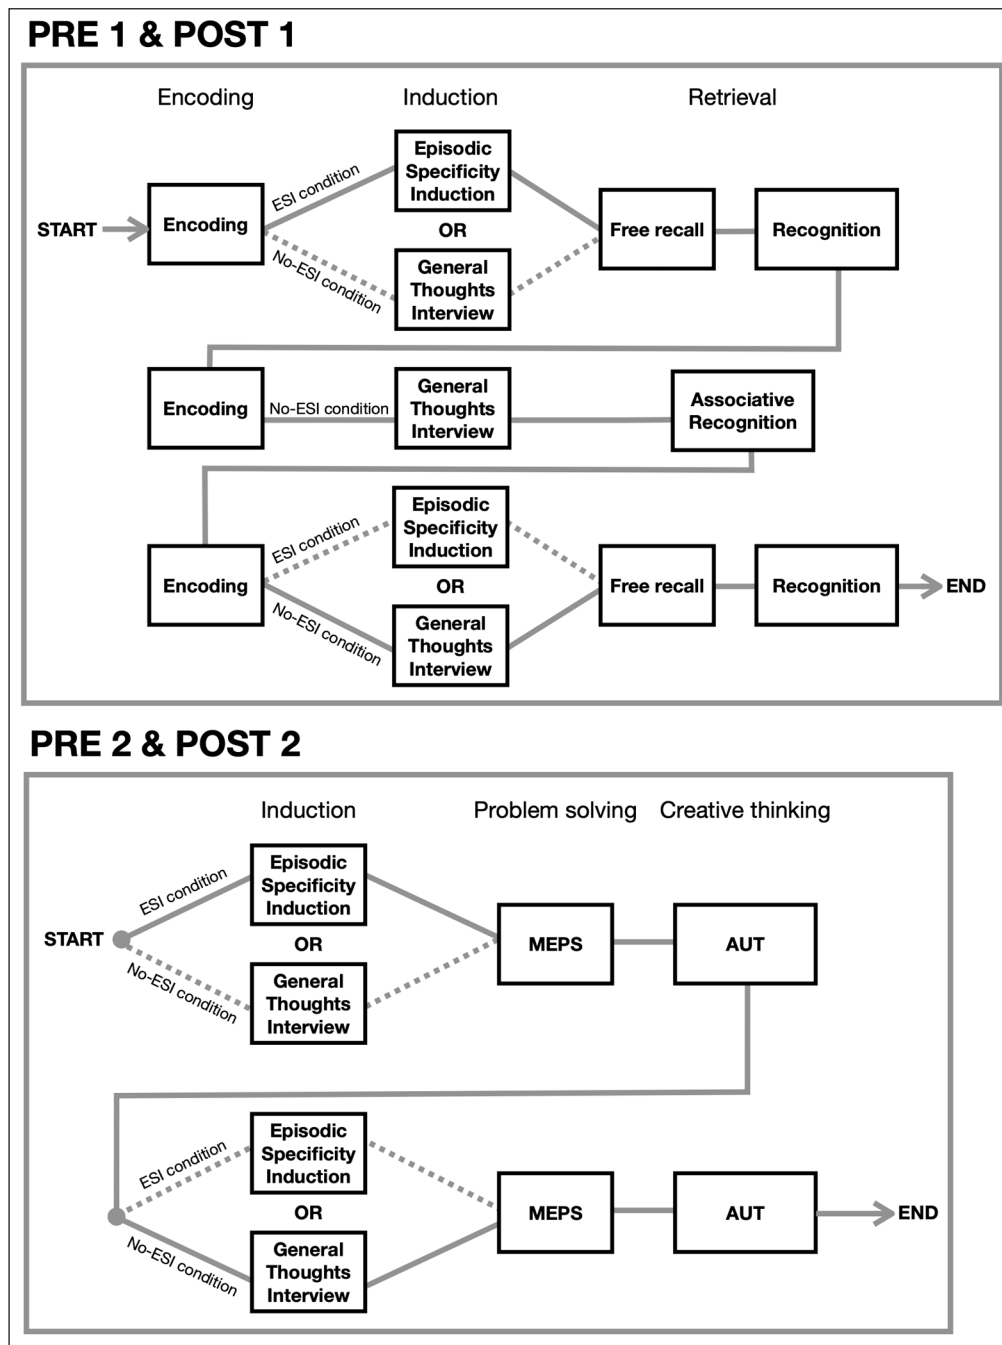 PRE 1 & POST 1
Encoding
Induction
Retrieval
START
Encoding
ESI condition
No-ESI condition
Episodic
Specificity
Induction
OR
General
Thoughts
Interview
Free recall
Recognition
Encoding
No-ESI condition
General
Thoughts
Interview
Associative
Recognition
Encoding
ESI condition
No-ESI condition
Episodic
Specificity
Induction
OR
General
Thoughts
Interview
Free recall
Recognition
END
PRE 2 & POST 2
Induction
Problem solving
Creative thinking
START
ESI condition
No-ESI condition
Episodic
Specificity
Induction
OR
General
Thoughts
Interview
MEPS
AUT
ESI condition
No-ESI condition
Episodic
Specificity
Induction
OR
General
Thoughts
Interview
MEPS
AUT
END